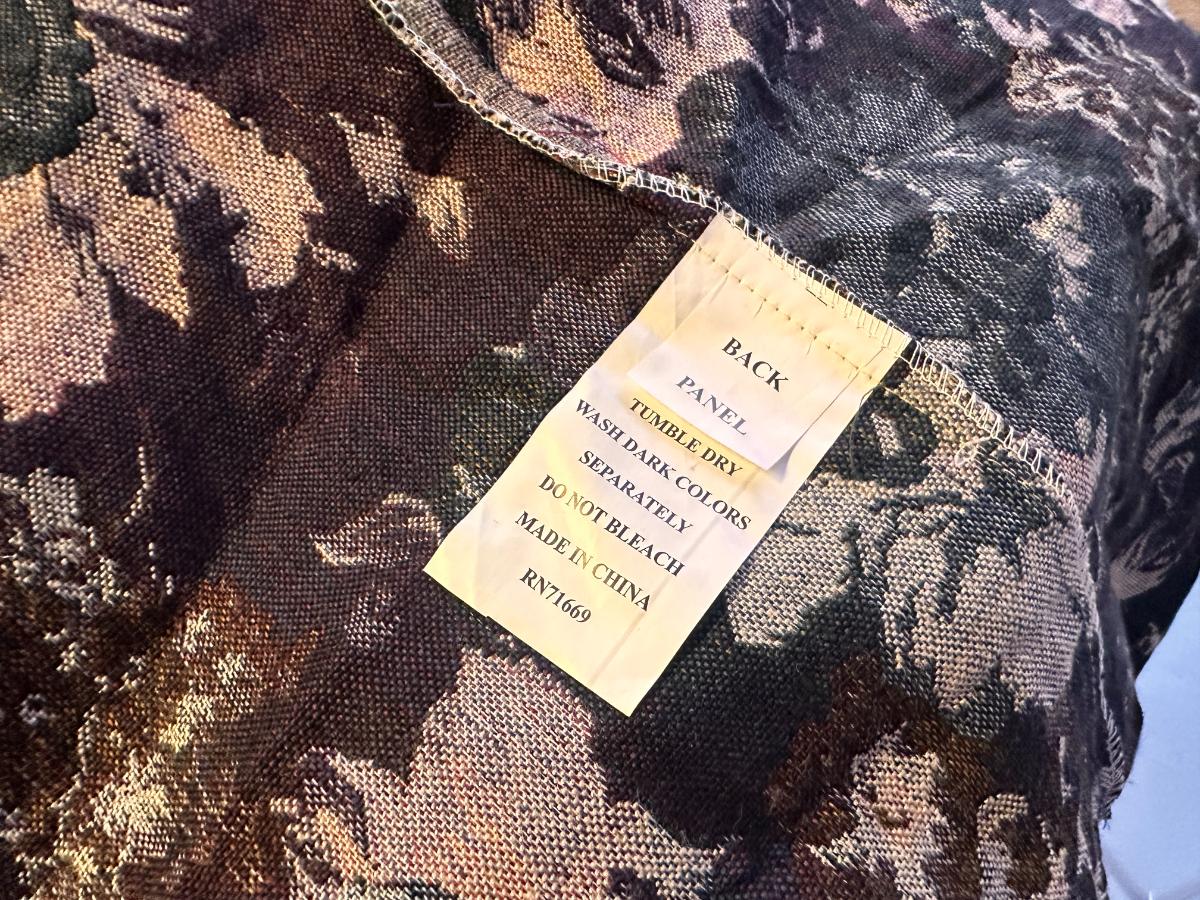 BACK
PANEL
TUMBLE DRY
WASH DARK COLORS
SEPARATELY
DO NOT BLEACH
MADE IN CHINA
RN71669